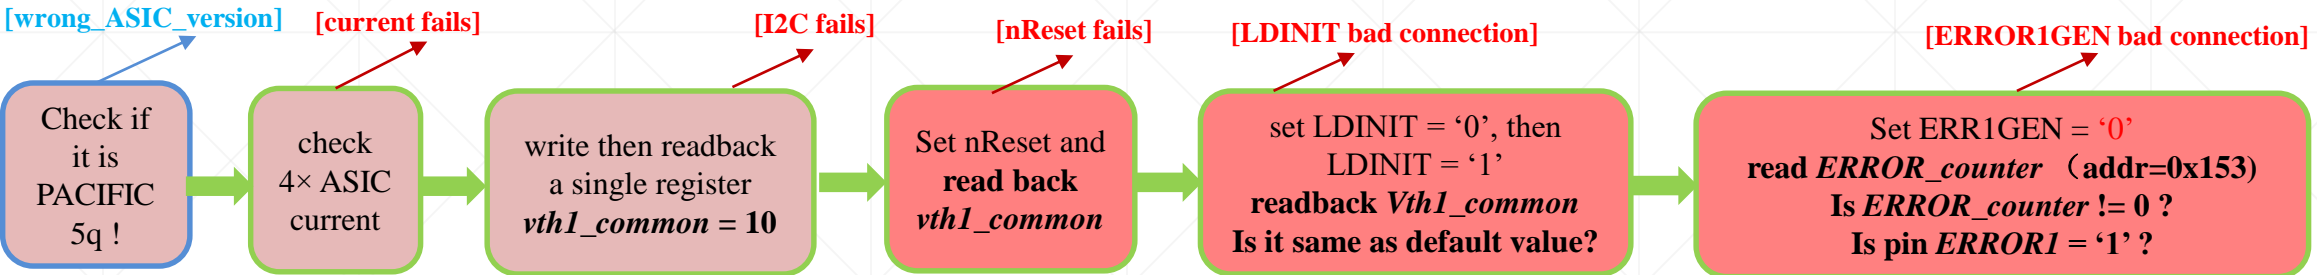 [wrong_ASIC_version]
[current fails]
[I2C fails]
[nReset fails]
[LDINIT bad connection]
[ERROR1GEN bad connection]
Check if
it is
PACIFIC
5q !
check
4× ASIC
current
write then readback
a single register
vth1_common = 10
Set nReset and
read back
vth1_common
set LDINIT = ‘0’, then
LDINIT = ‘1’
readback Vth1_common
Is it same as default value?
Set ERR1GEN = ‘0’
read ERROR_counter （addr=0x153)
Is ERROR_counter != 0 ?
Is pin ERROR1 = ‘1’ ?